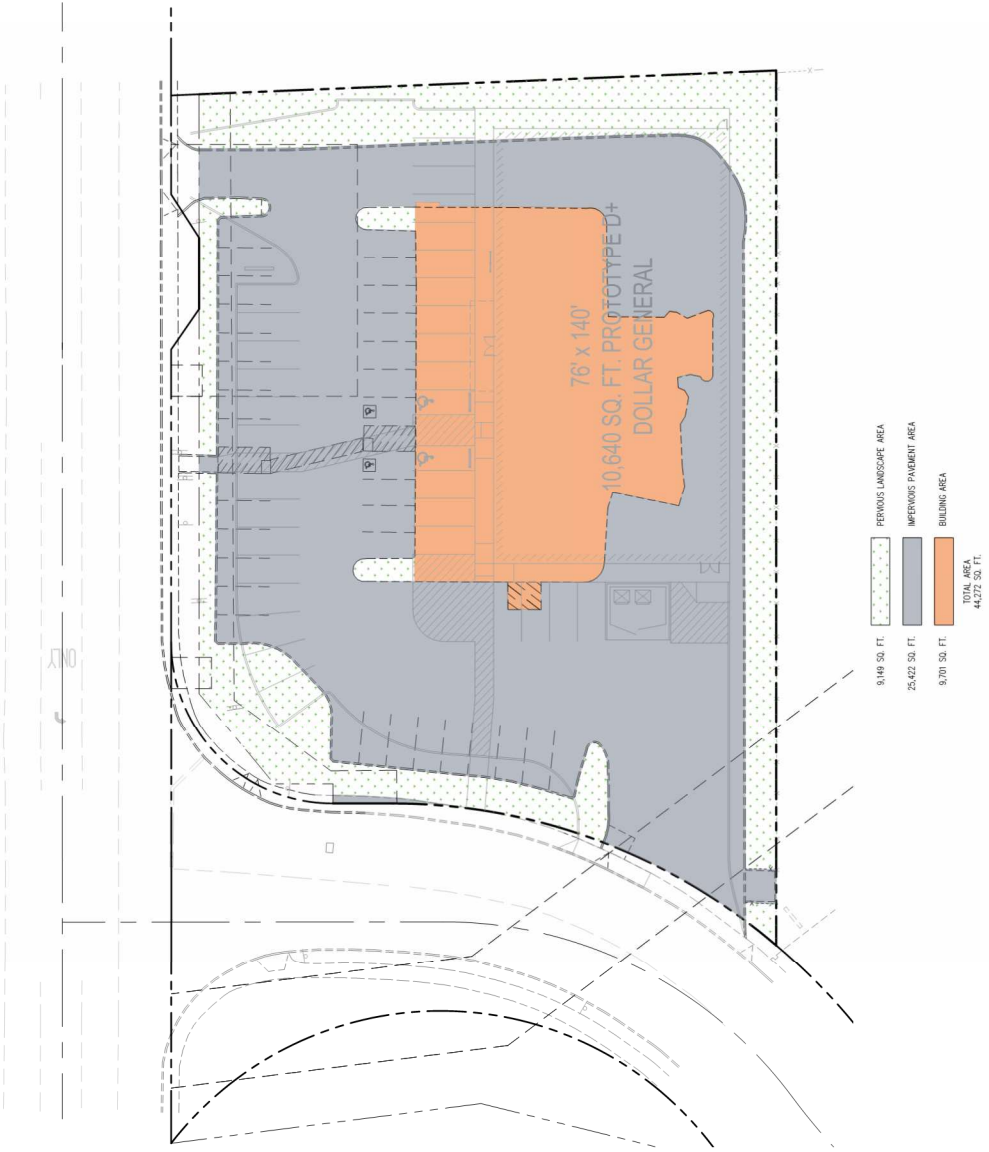 76' x 140'
10,640 SQ. FT. PROTOTYPE D+
DOLLAR GENERAL
ONLY
9,149 SQ. FT. PERVIOUS LANDSCAPE AREA
25,422 SQ. FT. IMPERVIOUS PAVEMENT AREA
9,701 SQ. FT. BUILDING AREA
TOTAL AREA
44,272 SQ. FT.